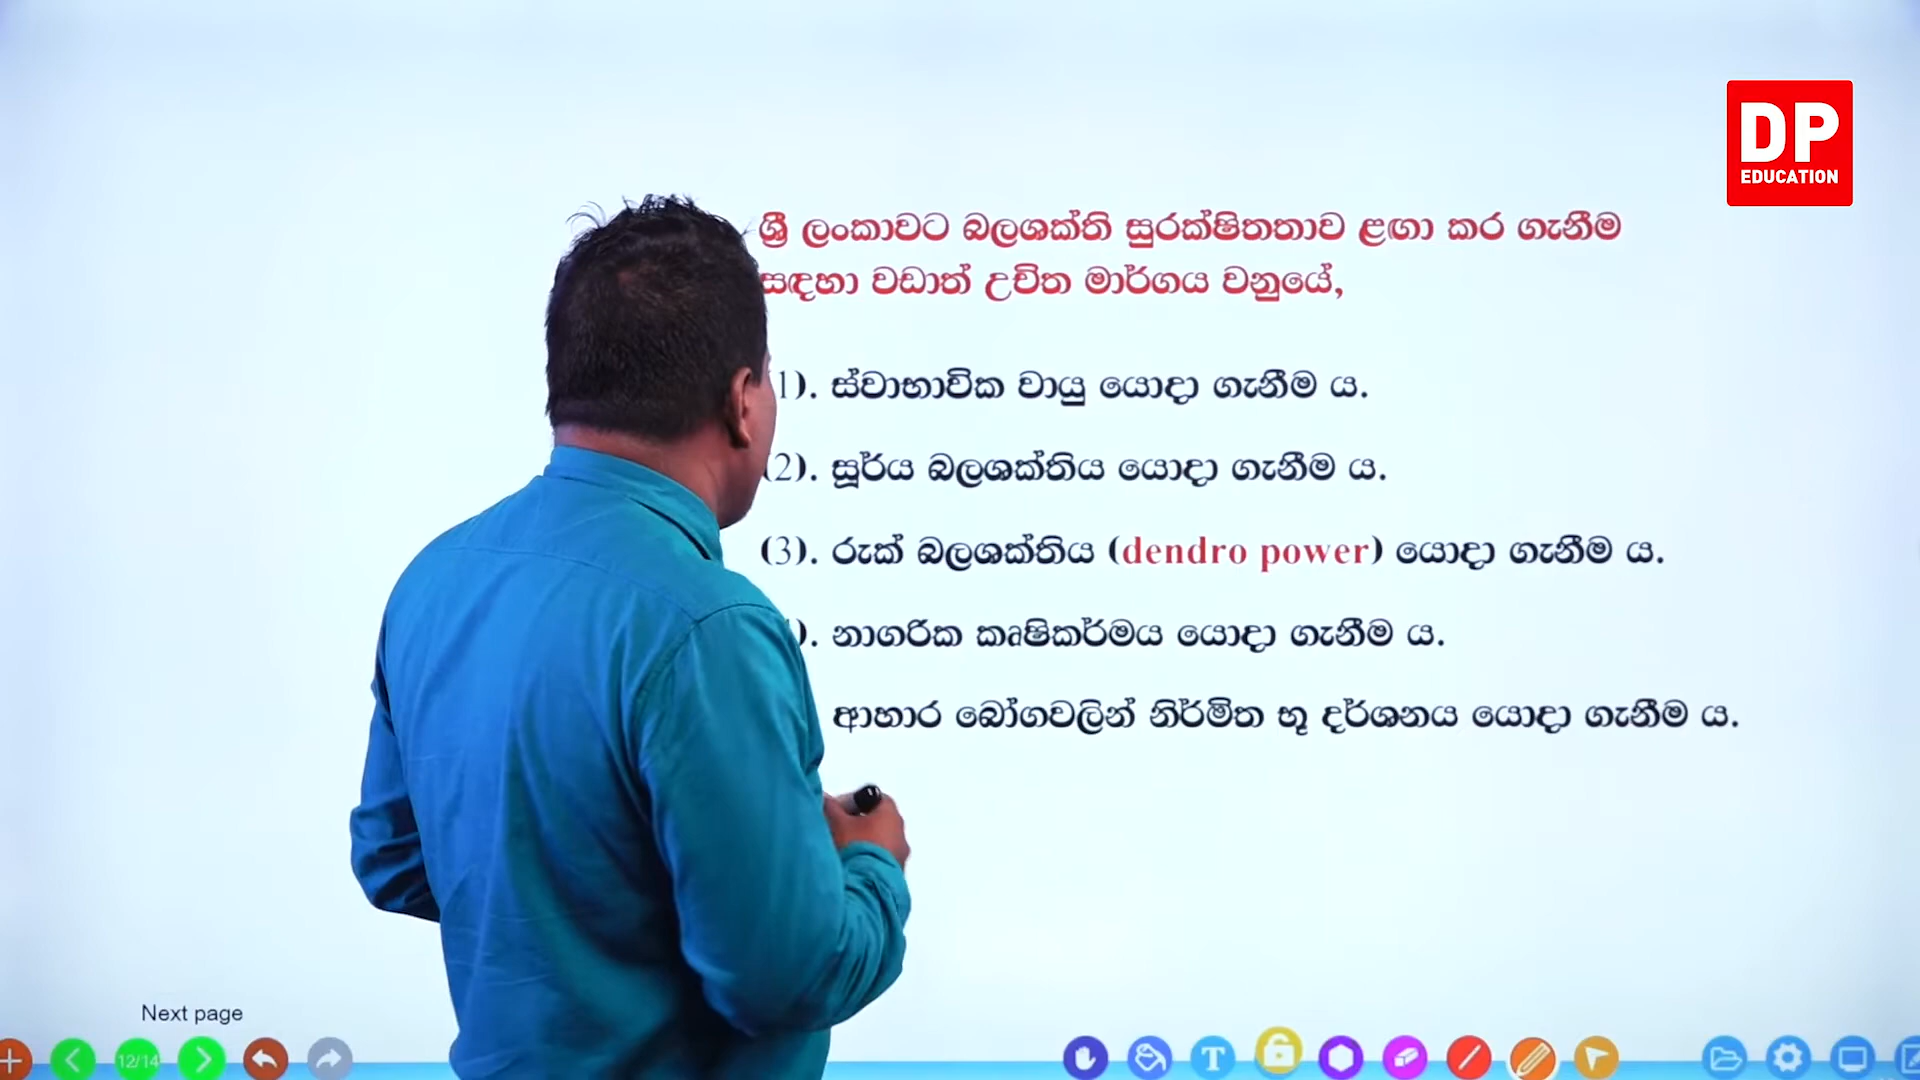 DP
EDUCATION
ශ්‍රී ලංකාවට බලශක්ති සුරක්ෂිතතාව ළඟා කර ගැනීම
සඳහා වඩාත් උචිත මාර්ගය වනුයේ,
1). ස්වාභාවික වායු යොදා ගැනීම ය.
(2). සූර්ය බලශක්තිය යොදා ගැනීම ය.
(3). රුක් බලශක්තිය (dendro power) යොදා ගැනීම ය.
). නාගරික කෘෂිකර්මය යොදා ගැනීම ය.
ආහාර බෝගවලින් නිර්මිත භූ දර්ශනය යොදා ගැනීම ය.
Next page
12/14
T